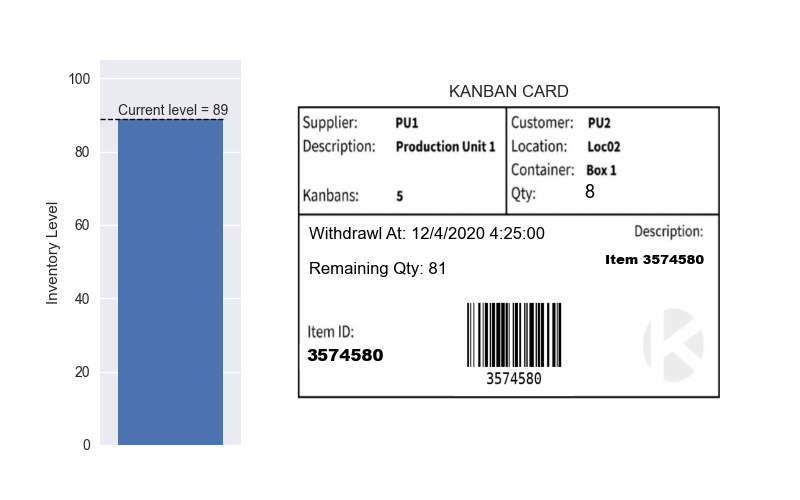 100
80
60
40
20
0
Inventory Level
Current level = 89
KANBAN CARD
Supplier: PU1
Description: Production Unit 1
Kanbans: 5
Customer: PU2
Location: Loc02
Container: Box 1
Qty: 8
Withdrawl At: 12/4/2020 4:25:00
Remaining Qty: 81
Description:
Item 3574580
Item ID:
3574580
3574580